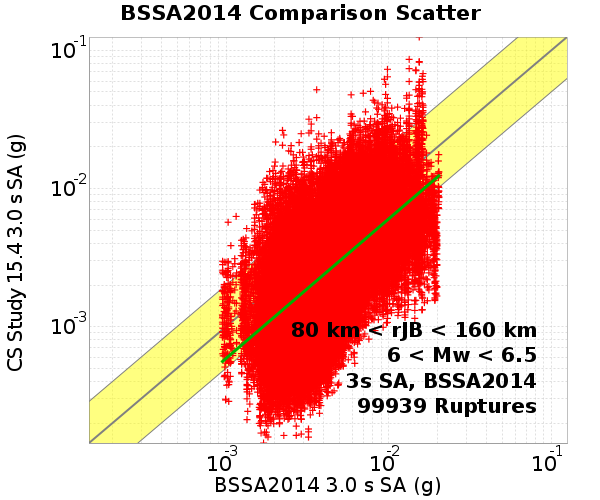 BSSA2014 Comparison Scatter
CS Study 15.4 3.0 s SA (g)
10⁻¹
10⁻²
10⁻³
80 km < rJB < 160 km
6 < Mw < 6.5
3s SA, BSSA2014
99939 Ruptures
10⁻³ 10⁻² 10⁻¹
BSSA2014 3.0 s SA (g)